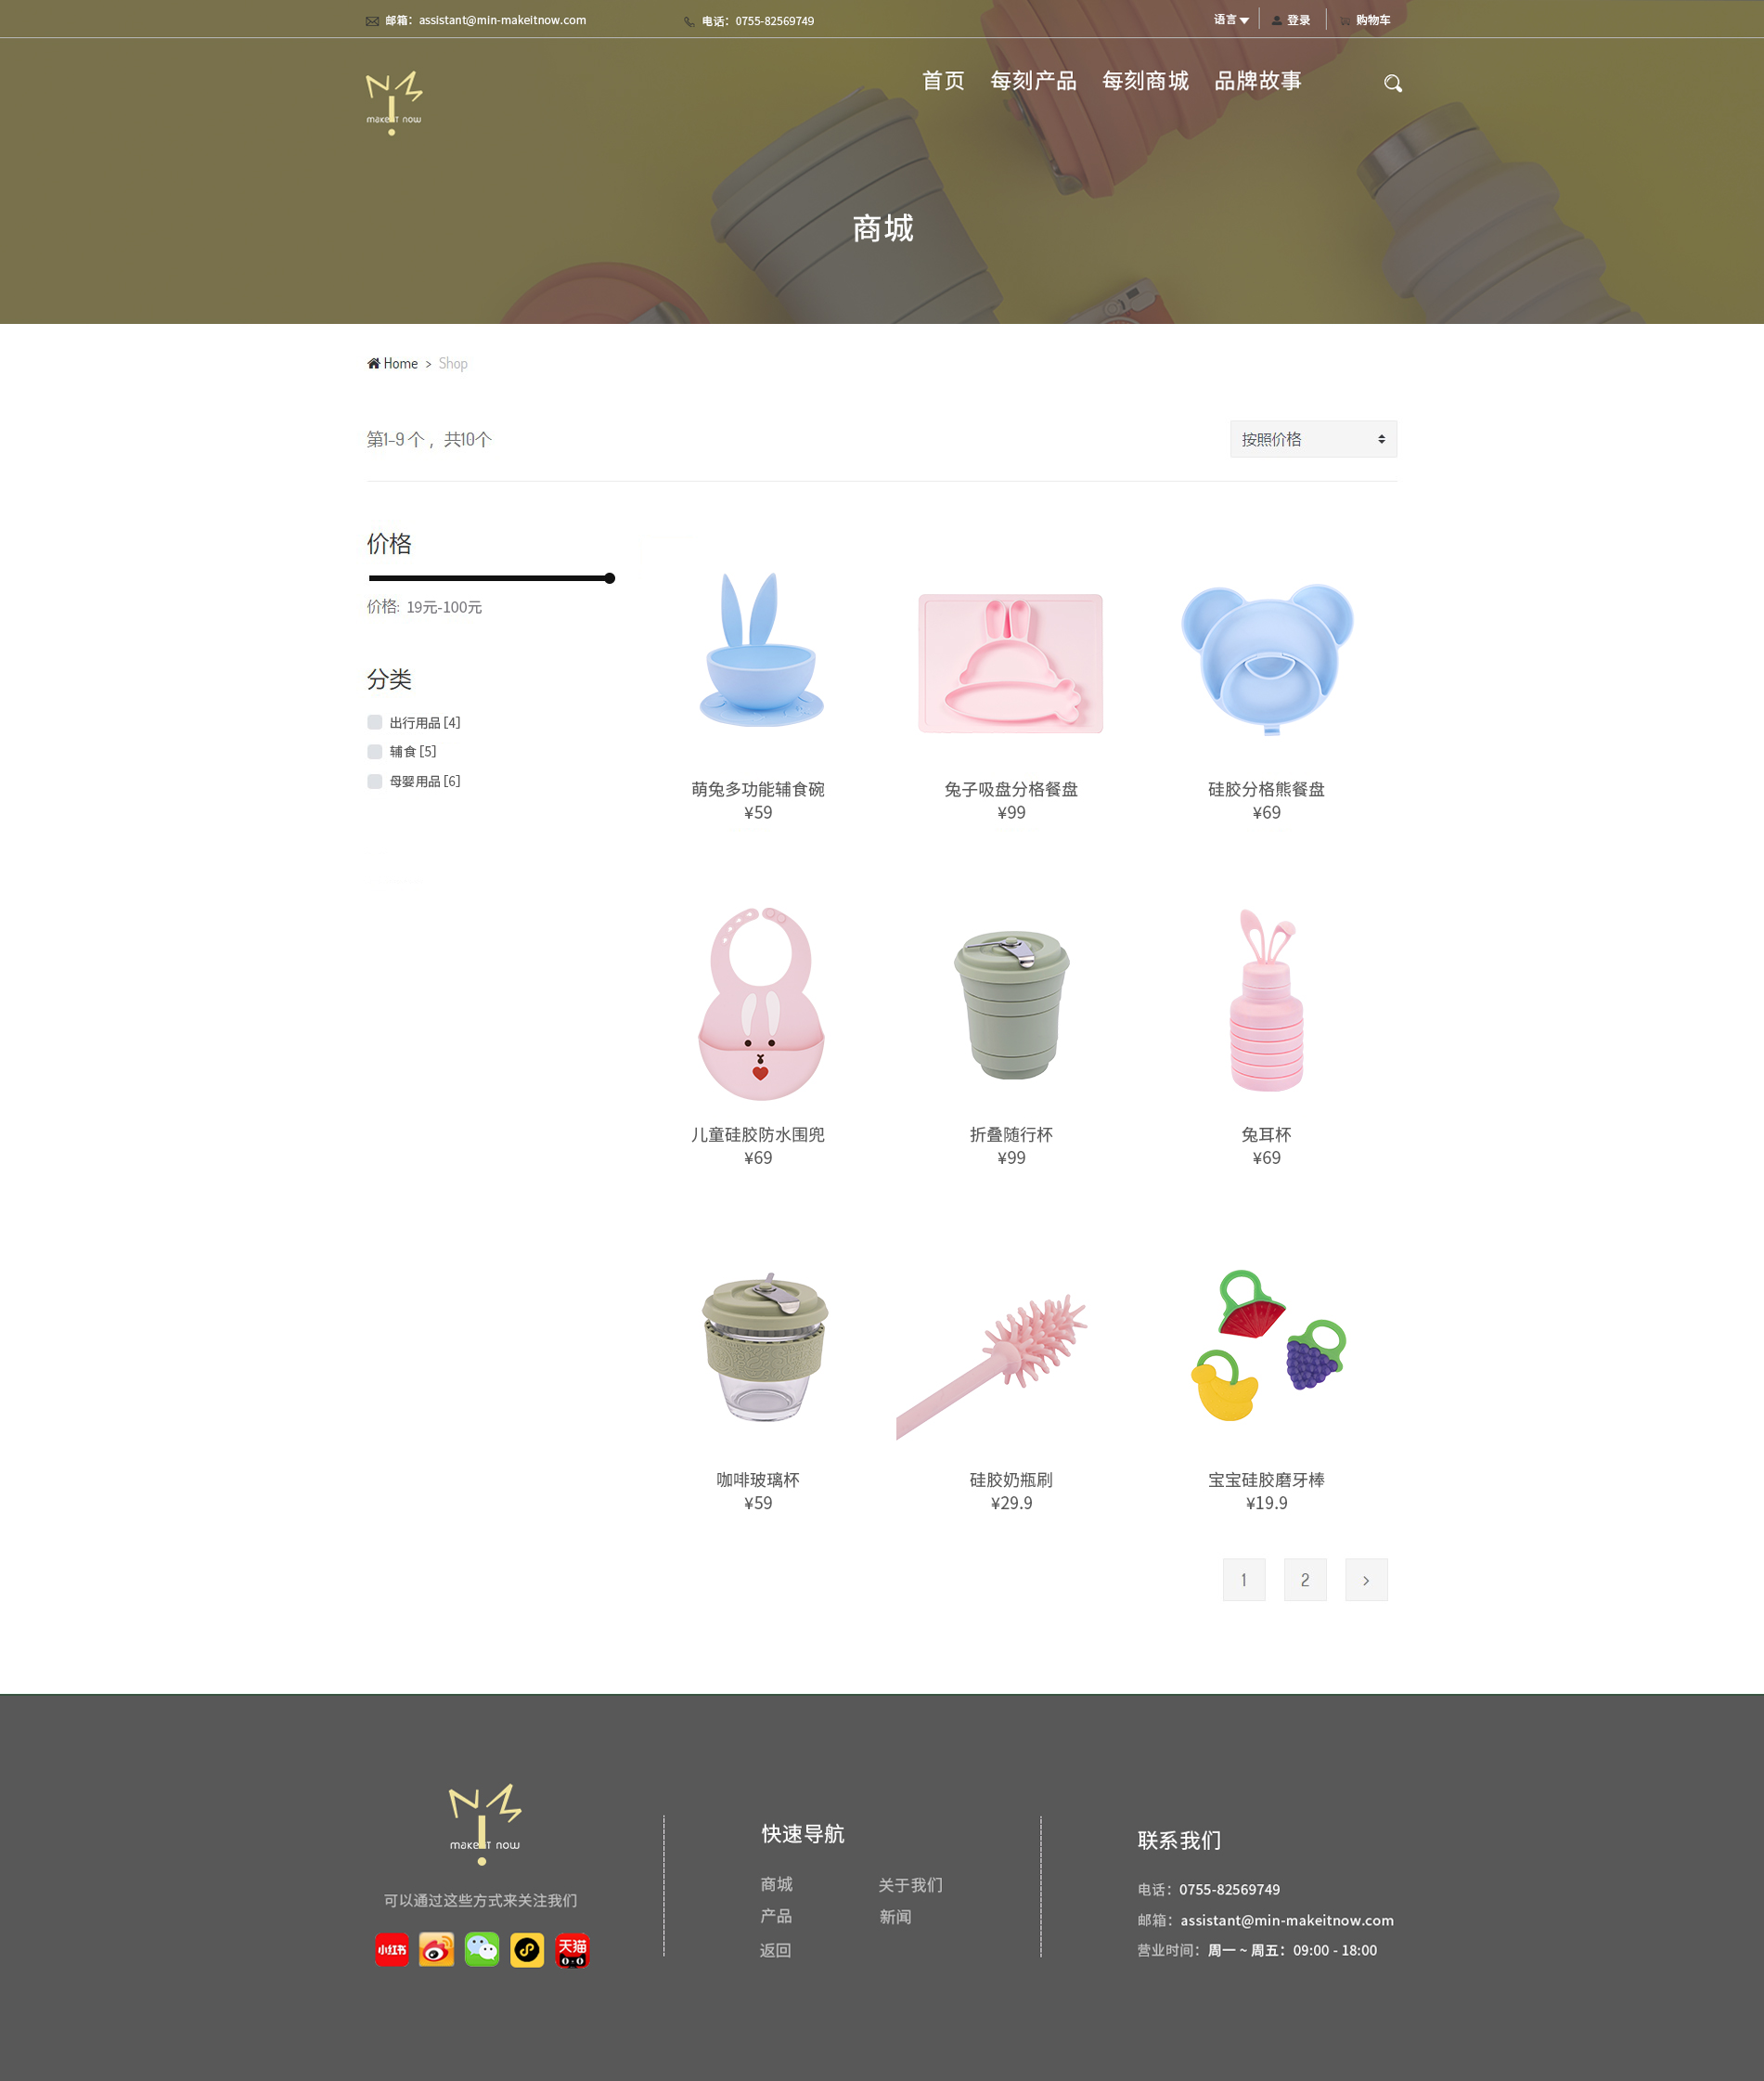 邮箱：assistant@min-makeitnow.com
电话：0755-82569749
语言
登录
购物车
makeIT now
首页 每刻产品 每刻商城 品牌故事
商城
Home > Shop
第1-9个，共10个
按照价格
价格
价格: 19元-100元
分类
出行用品 [4]
辅食 [5]
母婴用品 [6]
萌兔多功能辅食碗
¥59
兔子吸盘分格餐盘
¥99
硅胶分格熊餐盘
¥69
儿童硅胶防水围兜
¥69
折叠随行杯
¥99
兔耳杯
¥69
咖啡玻璃杯
¥59
硅胶奶瓶刷
¥29.9
宝宝硅胶磨牙棒
¥19.9
1 2 >
makeIT now
可以通过这些方式来关注我们
小红书
天猫
快速导航
商城 关于我们
产品 新闻
返回
联系我们
电话：0755-82569749
邮箱：assistant@min-makeitnow.com
营业时间：周一 ~ 周五：09:00 - 18:00